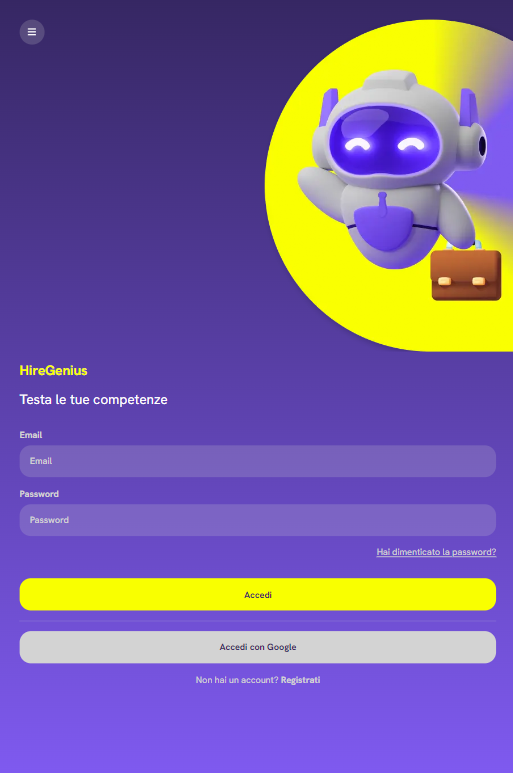 HireGenius
Testa le tue competenze
Email
Email
Password
Password
Hai dimenticato la password?
Accedi
Accedi con Google
Non hai un account? Registrati